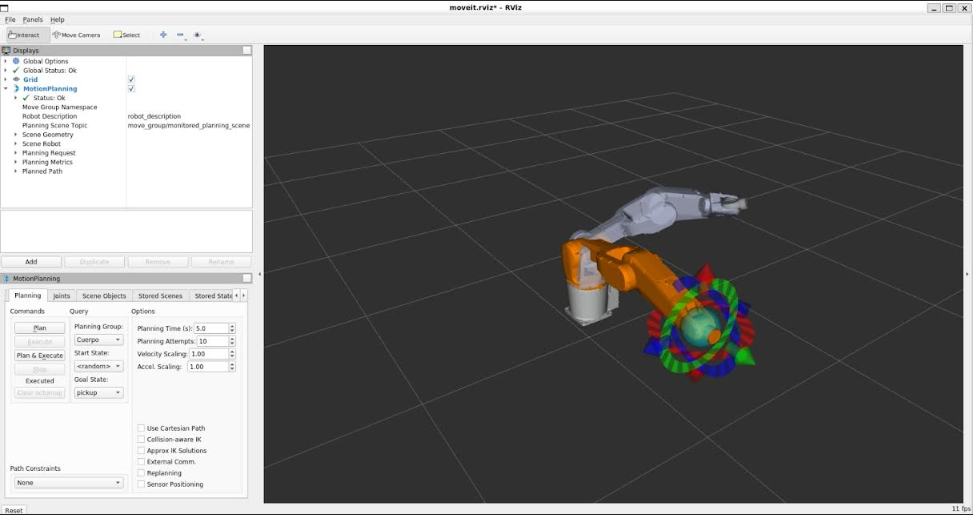 moveit.rviz* - RViz
File Panels Help
Interact Move Camera Select
Displays
Global Options
Global Status: Ok
Grid
MotionPlanning
Status: Ok
Move Group Namespace
Robot Description robot_description
Planning Scene Topic move_group/monitored_planning_scene
Scene Geometry
Scene Robot
Planning Request
Planning Metrics
Planned Path
Add Duplicate Remove Rename
MotionPlanning
Planning Joints Scene Objects Stored Scenes Stored State
Commands Query Options
Plan Planning Group: Planning Time (s): 5.0
Execute Cuerpo Planning Attempts: 10
Plan & Execute Start State: Velocity Scaling: 1.00
Stop <random> Accel. Scaling: 1.00
Executed Goal State:
Clear octomap pickup
Use Cartesian Path
Collision-aware IK
Approx IK Solutions
External Comm.
Path Constraints Replanning
None Sensor Positioning
Reset 11 fps